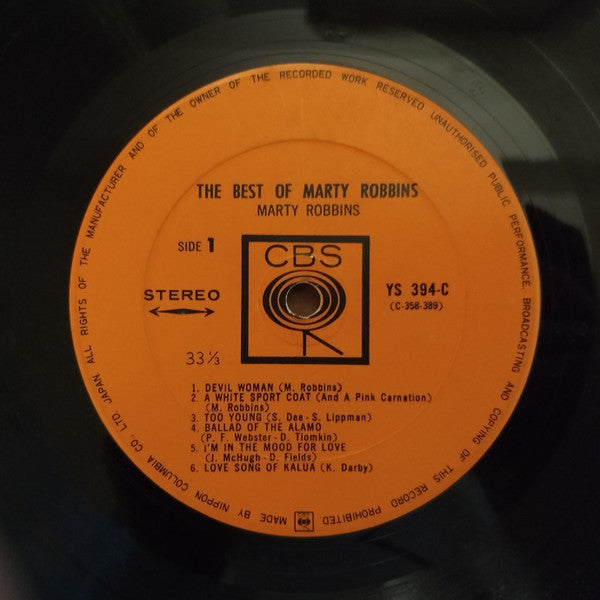 THE BEST OF MARTY ROBBINS
MARTY ROBBINS
SIDE 1
CBS
STEREO
YS 394-C
(C-358-389)
33⅓
1. DEVIL WOMAN (M. Robbins)
2. A WHITE SPORT COAT (And A Pink Carnation)
(M. Robbins)
3. TOO YOUNG (S. Dee - S. Lippman)
4. BALLAD OF THE ALAMO
(P. F. Webster - D. Tiomkin)
5. I'M IN THE MOOD FOR LOVE
(J. McHugh - D. Fields)
6. LOVE SONG OF KALUA (K. Darby)
MADE BY NIPPON COLUMBIA CO. LTD. JAPAN ALL RIGHTS OF THE MANUFACTURER AND OF THE OWNER OF THE RECORDED WORK RESERVED UNAUTHORISED PUBLIC PERFORMANCE, BROADCASTING AND COPYING OF THIS RECORD PROHIBITED